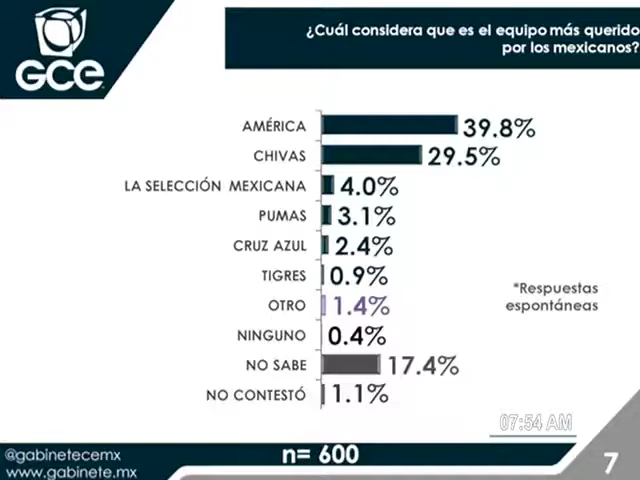 GCE
¿Cuál considera que es el equipo más querido
por los mexicanos?
AMÉRICA 39.8%
CHIVAS 29.5%
LA SELECCIÓN MEXICANA 4.0%
PUMAS 3.1%
CRUZ AZUL 2.4%
TIGRES 0.9%
OTRO 1.4%
NINGUNO 0.4%
NO SABE 17.4%
NO CONTESTÓ 1.1%
*Respuestas
espontáneas
07:54 AM
@gabinetecemx
www.gabinete.mx
n= 600
7